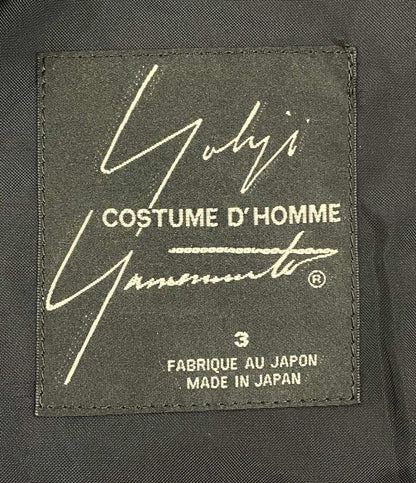 Yohji
COSTUME D'HOMME
Yamamoto ®
3
FABRIQUE AU JAPON
MADE IN JAPAN